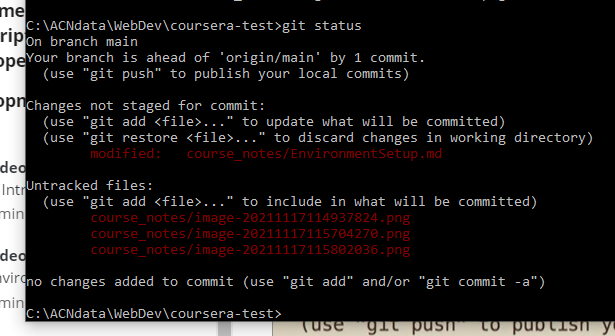 C:\ACNdata\WebDev\coursera-test>git status
On branch main
Your branch is ahead of 'origin/main' by 1 commit.
(use "git push" to publish your local commits)
Changes not staged for commit:
(use "git add <file>..." to update what will be committed)
(use "git restore <file>..." to discard changes in working directory)
modified: course_notes/EnvironmentSetup.md
Untracked files:
(use "git add <file>..." to include in what will be committed)
course_notes/image-20211117114937824.png
course_notes/image-20211117115704270.png
course_notes/image-20211117115802036.png
no changes added to commit (use "git add" and/or "git commit -a")
C:\ACNdata\WebDev\coursera-test>
(use "git push" to publish y